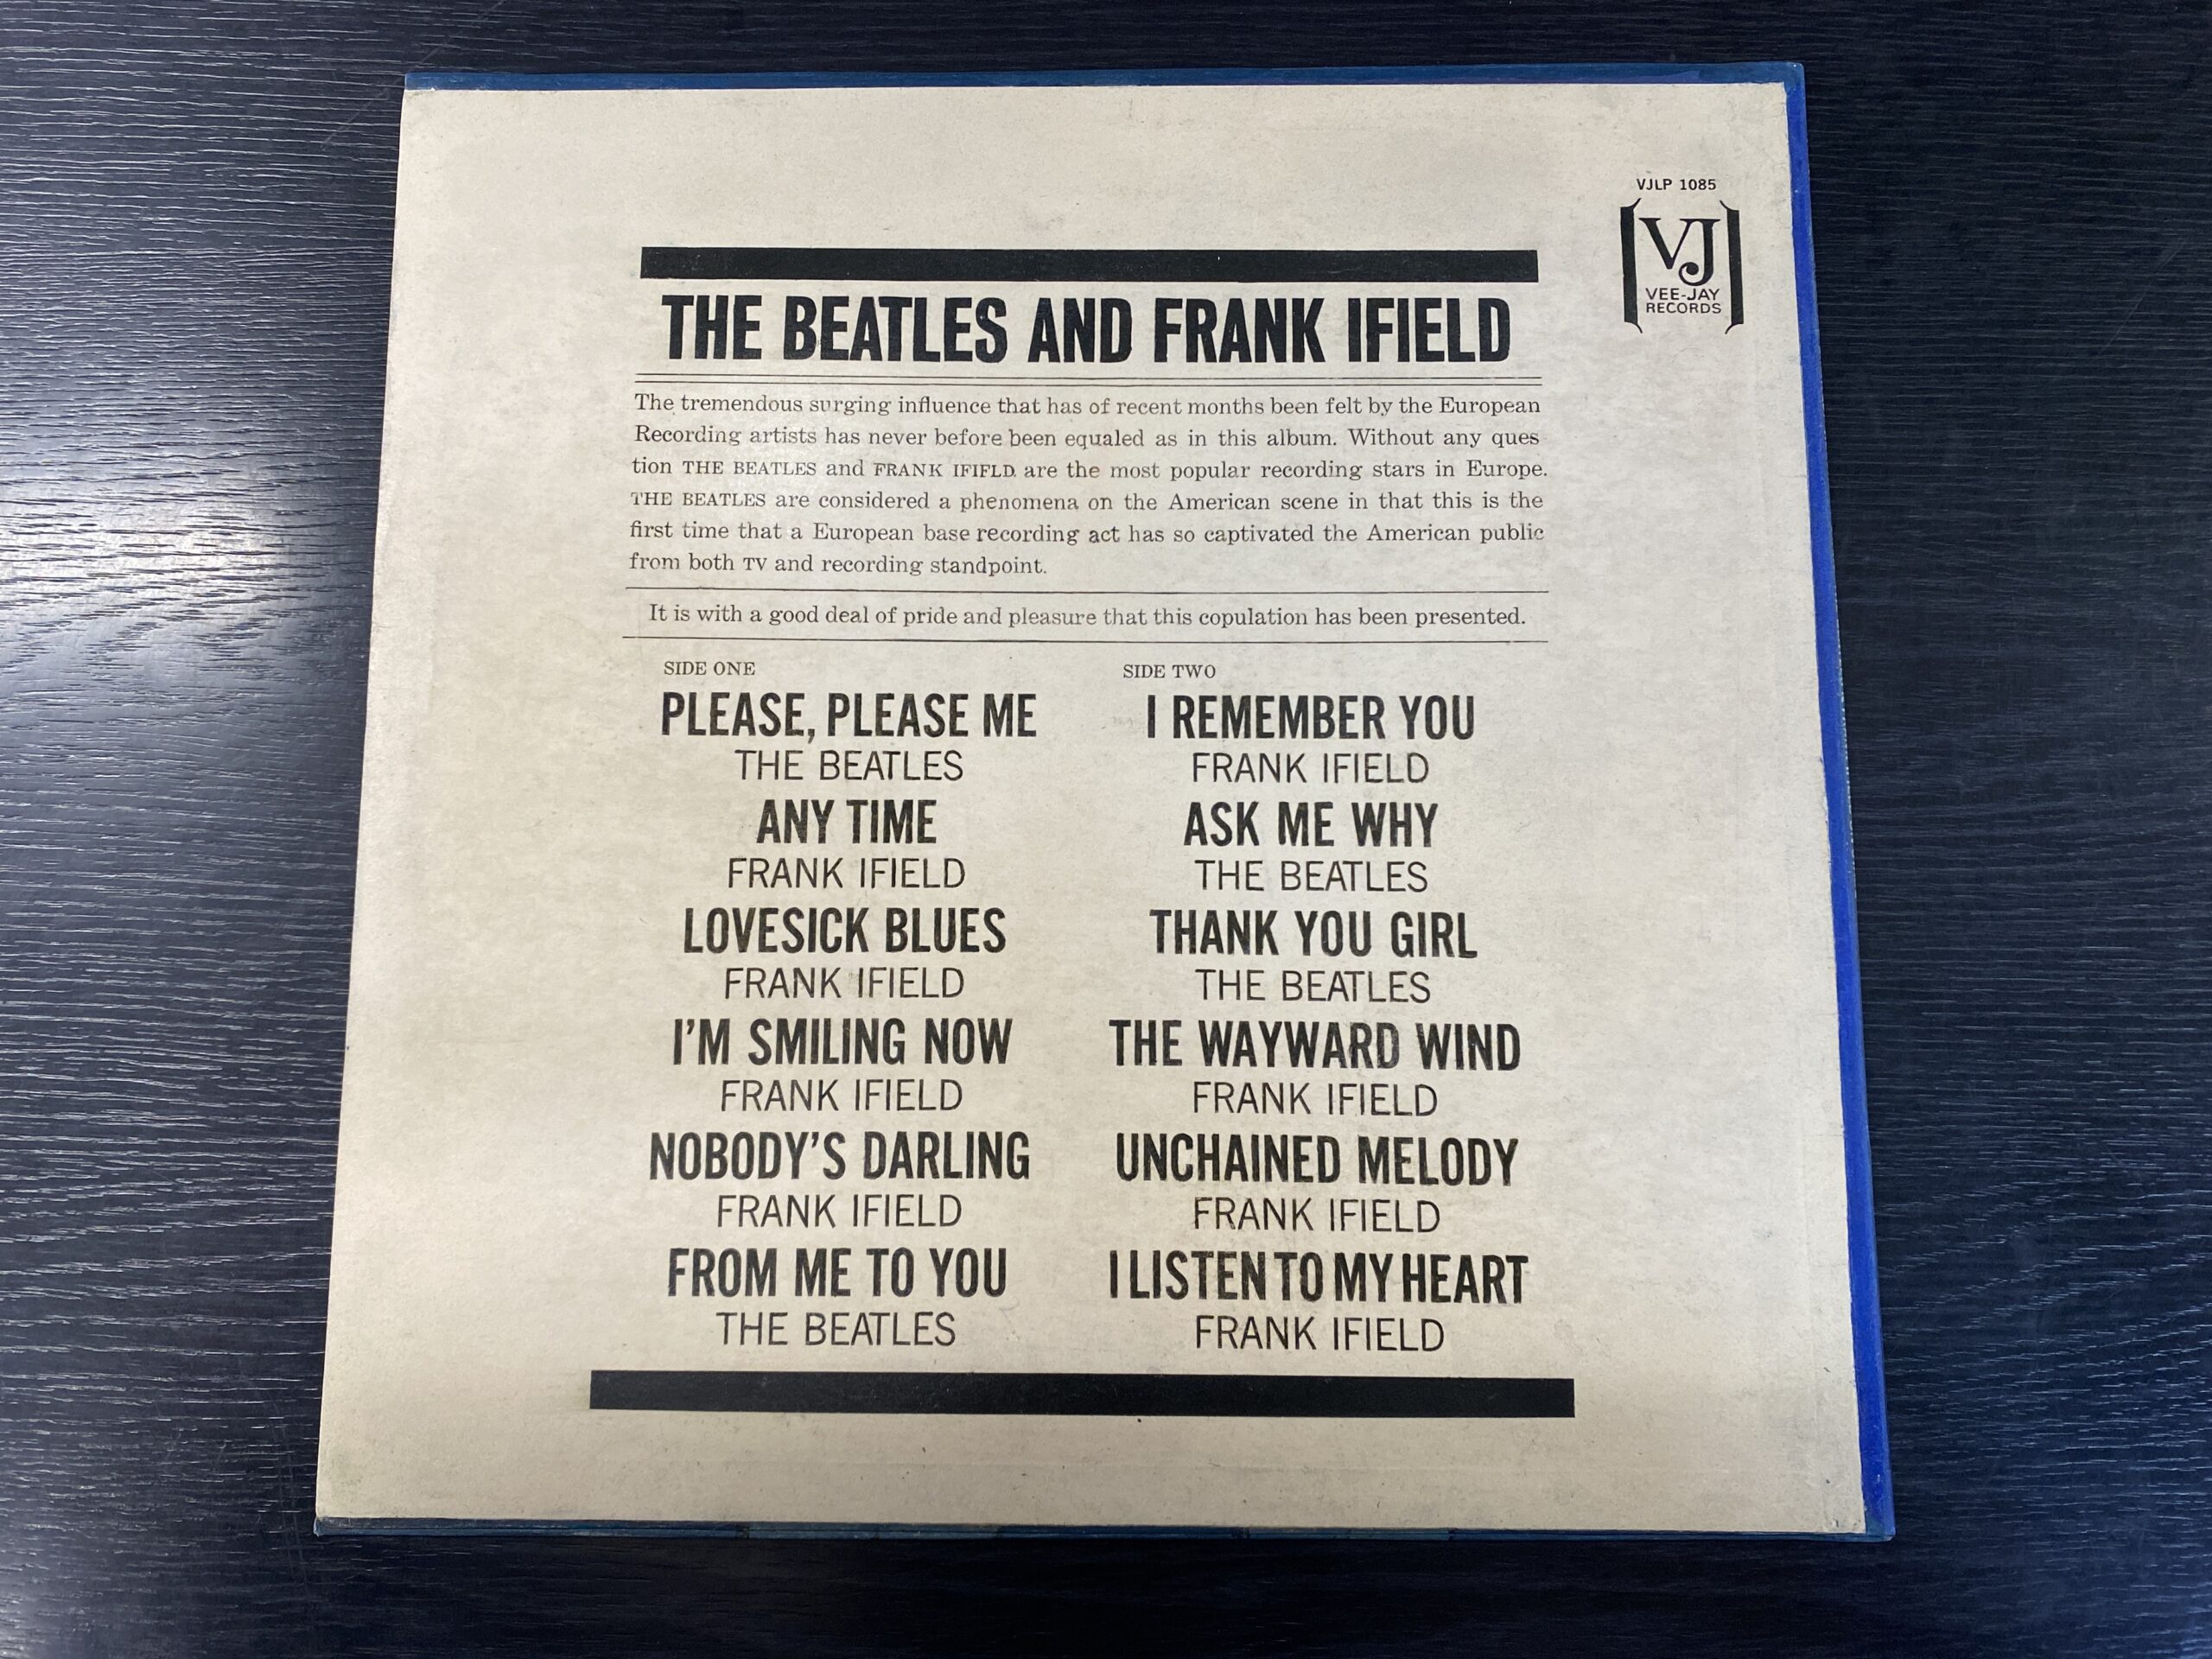 VJLP 1085
VJ
VEE-JAY
RECORDS
THE BEATLES AND FRANK IFIELD
The tremendous surging influence that has of recent months been felt by the European
Recording artists has never before been equaled as in this album. Without any ques
tion THE BEATLES and FRANK IFIFLD are the most popular recording stars in Europe.
THE BEATLES are considered a phenomena on the American scene in that this is the
first time that a European base recording act has so captivated the American public
from both TV and recording standpoint.
It is with a good deal of pride and pleasure that this copulation has been presented.
SIDE ONE
PLEASE, PLEASE ME
THE BEATLES
ANY TIME
FRANK IFIELD
LOVESICK BLUES
FRANK IFIELD
I'M SMILING NOW
FRANK IFIELD
NOBODY'S DARLING
FRANK IFIELD
FROM ME TO YOU
THE BEATLES
SIDE TWO
I REMEMBER YOU
FRANK IFIELD
ASK ME WHY
THE BEATLES
THANK YOU GIRL
THE BEATLES
THE WAYWARD WIND
FRANK IFIELD
UNCHAINED MELODY
FRANK IFIELD
I LISTEN TO MY HEART
FRANK IFIELD